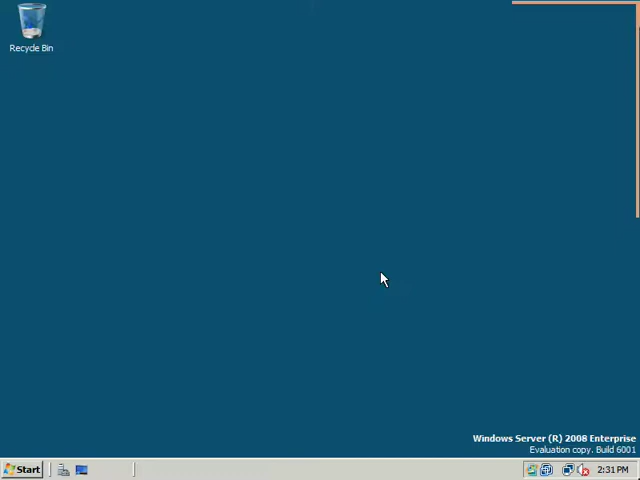 Recycle Bin
Windows Server (R) 2008 Enterprise
Evaluation copy. Build 6001
Start
2:31 PM